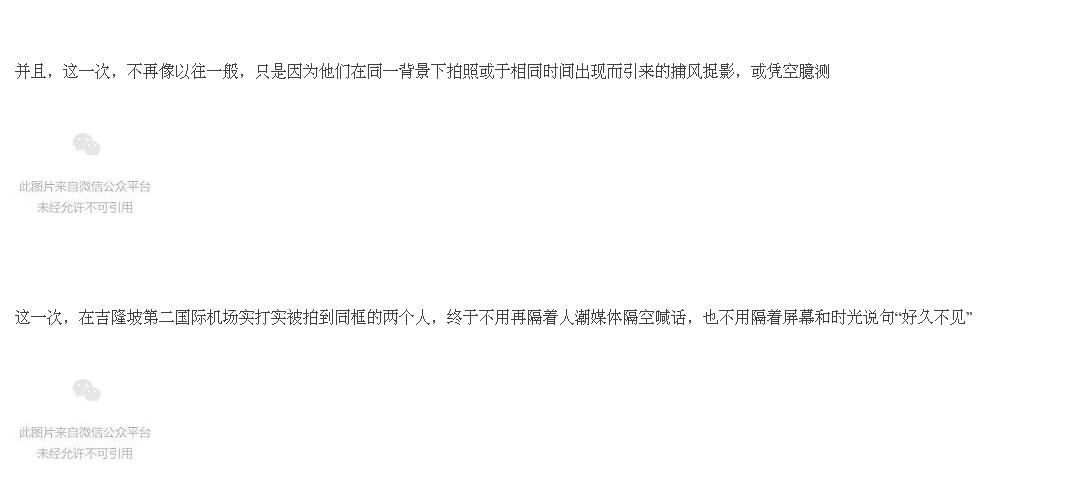 并且，这一次，不再像以往一般，只是因为他们在同一背景下拍照或于相同时间出现而引来的捕风捉影，或凭空臆测
此图片来自微信公众平台
未经允许不可引用
这一次，在吉隆坡第二国际机场实打实被拍到同框的两个人，终于不用再隔着人潮媒体隔空喊话，也不用隔着屏幕和时光说句“好久不见”
此图片来自微信公众平台
未经允许不可引用